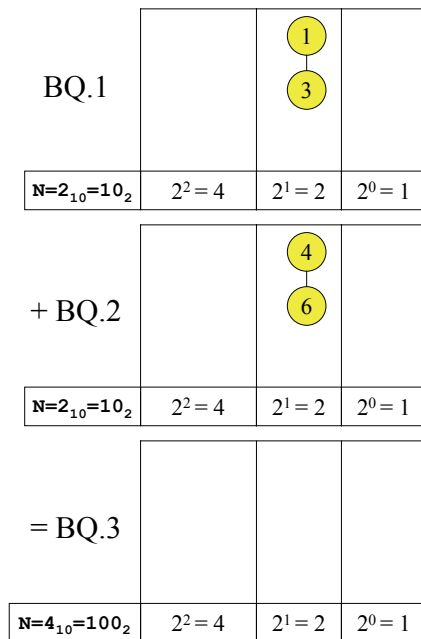 1
BQ.1
3
N=2₁₀=10₂ 2² = 4 2¹ = 2 2⁰ = 1
4
+ BQ.2
6
N=2₁₀=10₂ 2² = 4 2¹ = 2 2⁰ = 1
= BQ.3
N=4₁₀=100₂ 2² = 4 2¹ = 2 2⁰ = 1